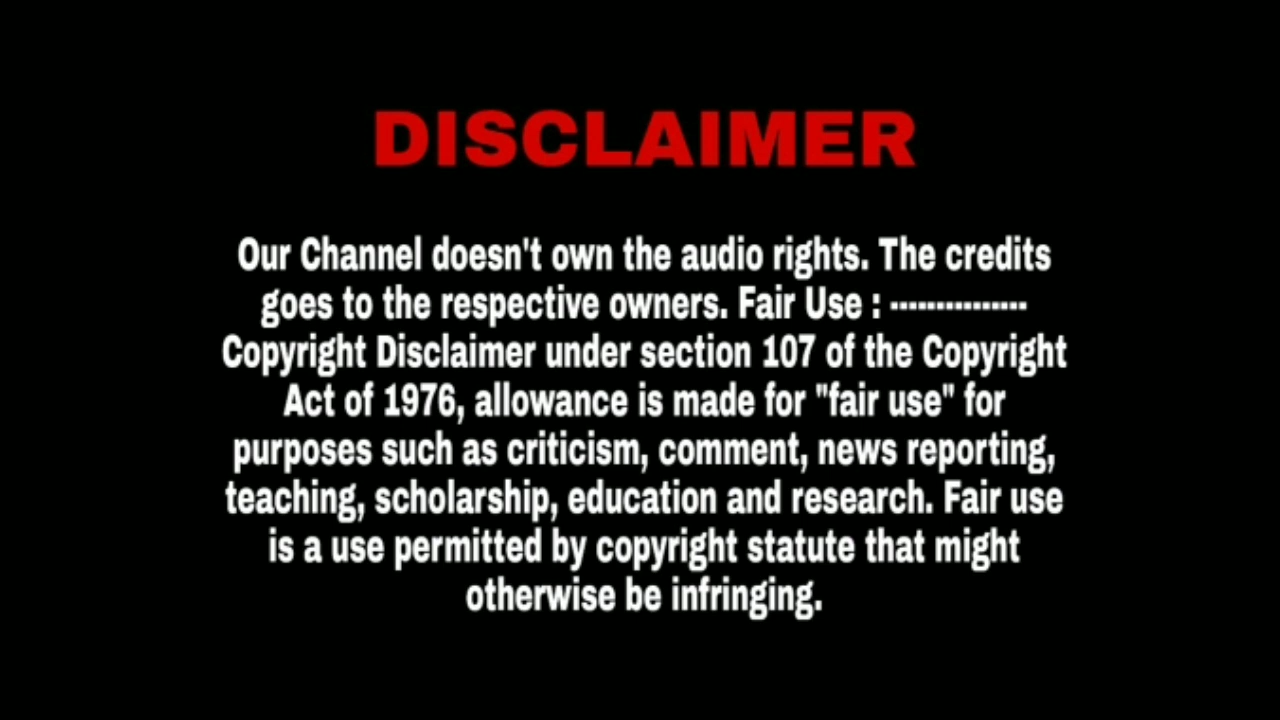 DISCLAIMER
Our Channel doesn't own the audio rights. The credits
goes to the respective owners. Fair Use : ---------------
Copyright Disclaimer under section 107 of the Copyright
Act of 1976, allowance is made for "fair use" for
purposes such as criticism, comment, news reporting,
teaching, scholarship, education and research. Fair use
is a use permitted by copyright statute that might
otherwise be infringing.